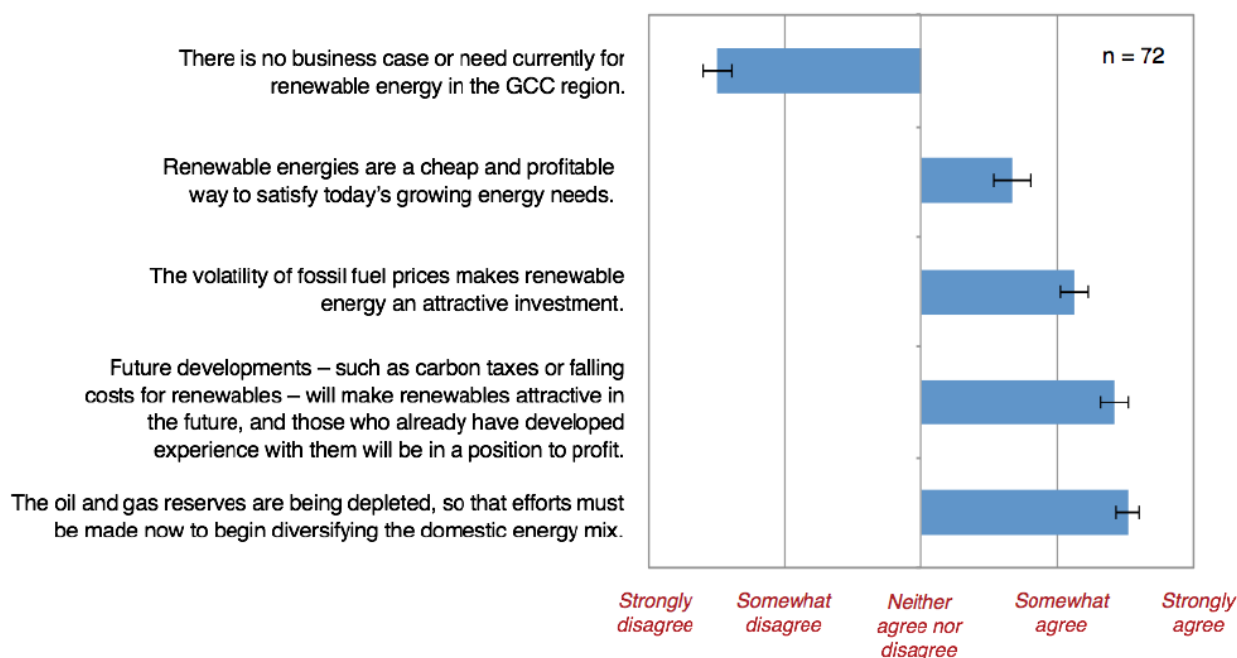 There is no business case or need currently for
renewable energy in the GCC region.
n = 72
Renewable energies are a cheap and profitable
way to satisfy today's growing energy needs.
The volatility of fossil fuel prices makes renewable
energy an attractive investment.
Future developments – such as carbon taxes or falling
costs for renewables – will make renewables attractive in
the future, and those who already have developed
experience with them will be in a position to profit.
The oil and gas reserves are being depleted, so that efforts must
be made now to begin diversifying the domestic energy mix.
Strongly
disagree
Somewhat
disagree
Neither
agree nor
disagree
Somewhat
agree
Strongly
agree